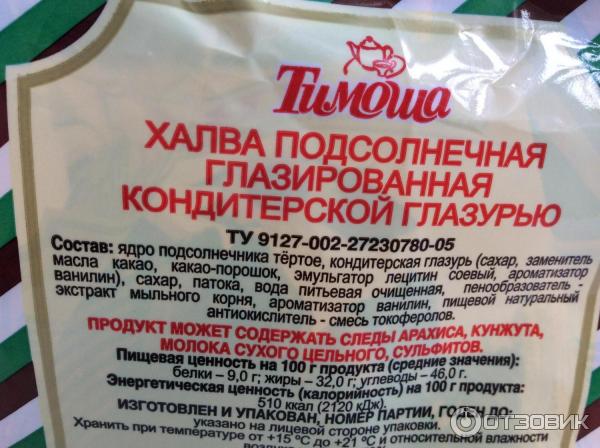 Тимоша
ХАЛВА ПОДСОЛНЕЧНАЯ
ГЛАЗИРОВАННАЯ
КОНДИТЕРСКОЙ ГЛАЗУРЬЮ
ТУ 9127-002-27230780-05
Состав: ядро подсолнечника тёртое, кондитерская глазурь (сахар, заменитель
масла какао, какао-порошок, эмульгатор лецитин соевый, ароматизатор
ванилин), сахар, патока, вода питьевая очищенная, пенообразователь -
экстракт мыльного корня, ароматизатор ванилин, пищевой натуральный
антиокислитель - смесь токоферолов.
ПРОДУКТ МОЖЕТ СОДЕРЖАТЬ СЛЕДЫ АРАХИСА, КУНЖУТА,
МОЛОКА СУХОГО ЦЕЛЬНОГО, СУЛЬФИТОВ.
Пищевая ценность на 100 г продукта (средние значения):
белки – 9,0 г; жиры – 32,0 г; углеводы – 46,0 г.
Энергетическая ценность (калорийность) на 100 г продукта:
510 ккал (2120 кДж).
ИЗГОТОВЛЕН И УПАКОВАН, НОМЕР ПАРТИИ, ГОДЕН ДО:
указано на лицевой стороне упаковки.
Хранить при температуре от +15 °С до +21 °С и относительной влажности
ОТЗОВИК